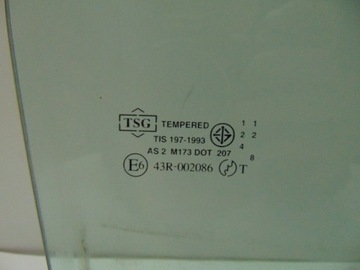 TSG TEMPERED
TIS 197-1993
AS 2 M173 DOT 207
E6 43R-002086 T
1 1
2 2
4
8